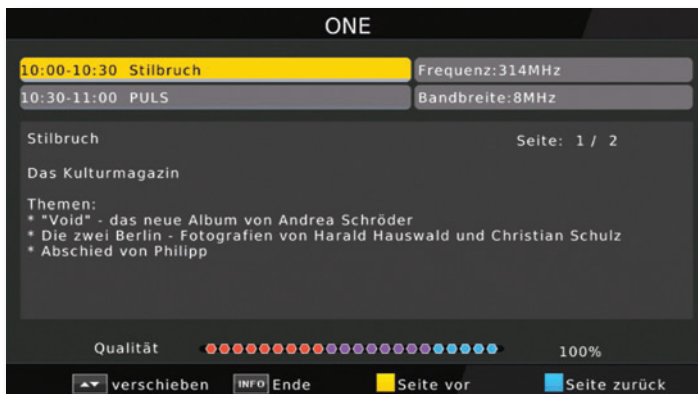 ONE
10:00-10:30 Stilbruch
Frequenz:314MHz
10:30-11:00 PULS
Bandbreite:8MHz
Stilbruch
Seite: 1 / 2
Das Kulturmagazin
Themen:
* "Void" - das neue Album von Andrea Schröder
* Die zwei Berlin - Fotografien von Harald Hauswald und Christian Schulz
* Abschied von Philipp
Qualität 100%
verschieben INFO Ende Seite vor Seite zurück